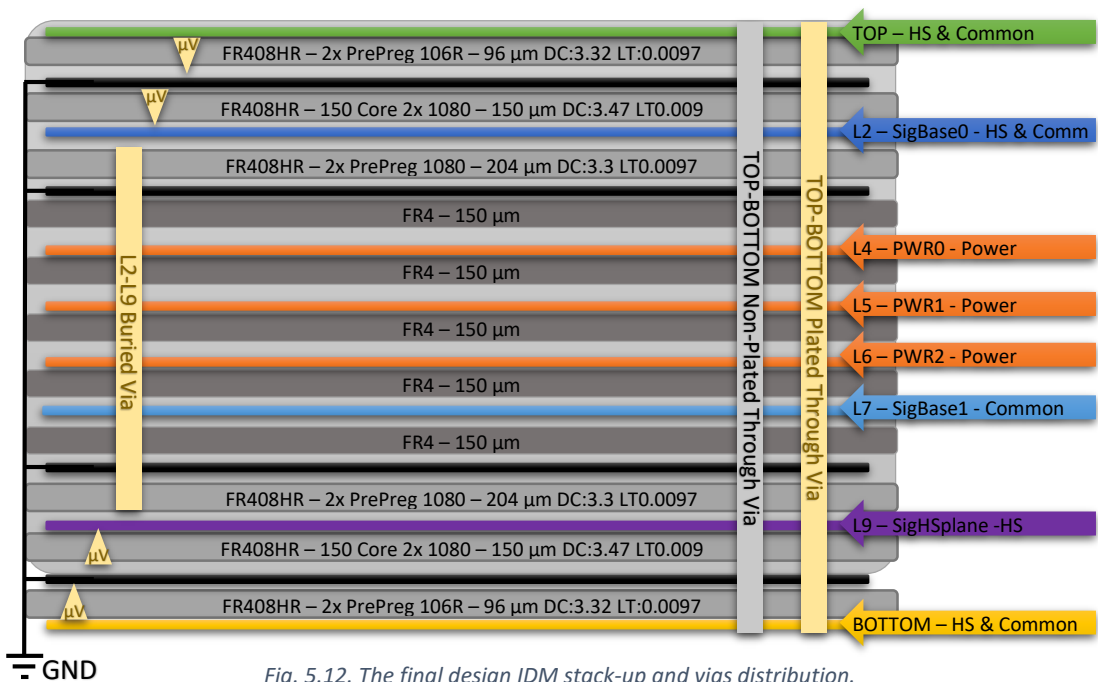 TOP – HS & Common
µV
FR408HR – 2x PrePreg 106R – 96 µm DC:3.32 LT:0.0097
µV
FR408HR – 150 Core 2x 1080 – 150 µm DC:3.47 LT0.009
L2 – SigBase0 - HS & Comm
FR408HR – 2x PrePreg 1080 – 204 µm DC:3.3 LT0.0097
FR4 – 150 µm
L4 – PWR0 - Power
FR4 – 150 µm
L5 – PWR1 - Power
FR4 – 150 µm
L6 – PWR2 - Power
FR4 – 150 µm
L7 – SigBase1 - Common
FR4 – 150 µm
L2-L9 Buried Via
TOP-BOTTOM Non-Plated Through Via
TOP-BOTTOM Plated Through Via
FR408HR – 2x PrePreg 1080 – 204 µm DC:3.3 LT0.0097
L9 – SigHSplane -HS
µV
FR408HR – 150 Core 2x 1080 – 150 µm DC:3.47 LT0.009
µV
FR408HR – 2x PrePreg 106R – 96 µm DC:3.32 LT:0.0097
BOTTOM – HS & Common
GND
Fig. 5.12. The final design IDM stack-up and vias distribution.